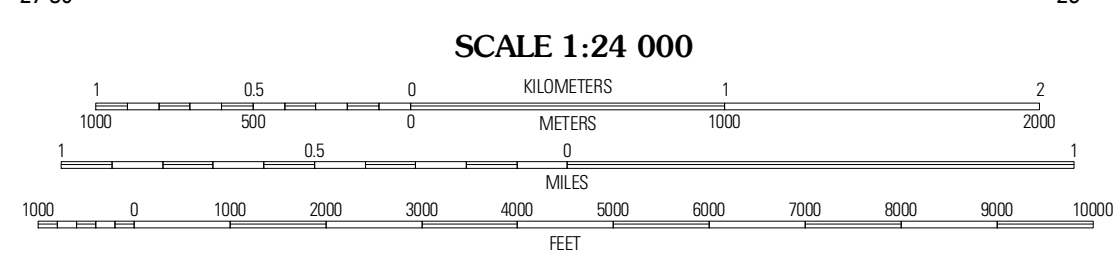 SCALE 1:24 000
1 0.5 0 KILOMETERS 1 2
1000 500 0 METERS 1000 2000
1 0.5 0 1
MILES
1000 0 1000 2000 3000 4000 5000 6000 7000 8000 9000 10000
FEET